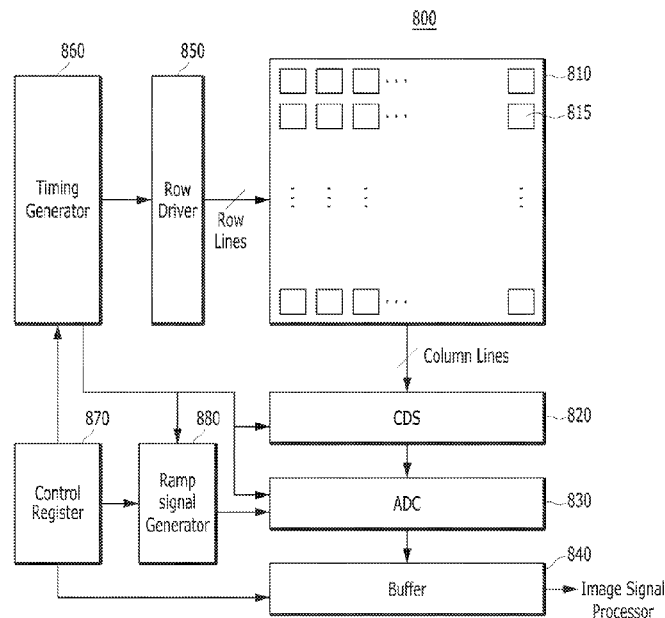 800
860
850
810
815
Timing
Generator
Row
Driver
Row
Lines
Column Lines
870
880
820
CDS
Control
Register
Ramp
signal
Generator
830
ADC
840
Buffer
Image Signal
Processor